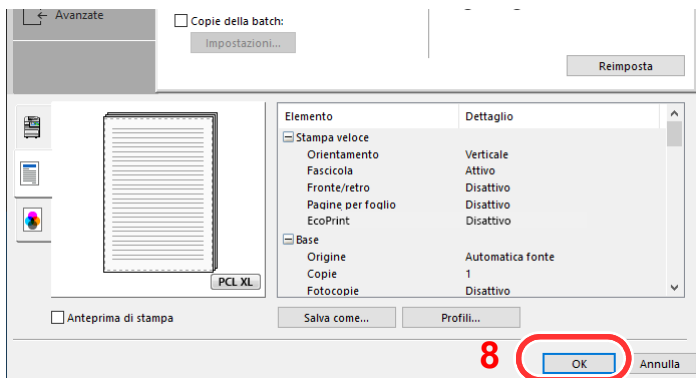 Avanzate
Copie della batch:
Impostazioni...
Reimposta
Elemento Dettaglio
Stampa veloce
Orientamento Verticale
Fascicola Attivo
Fronte/retro Disattivo
Pagine per foglio Disattivo
EcoPrint Disattivo
Base
Origine Automatica fonte
Copie 1
Fotocopie Disattivo
PCL XL
Anteprima di stampa Salva come... Profili...
8 OK Annulla